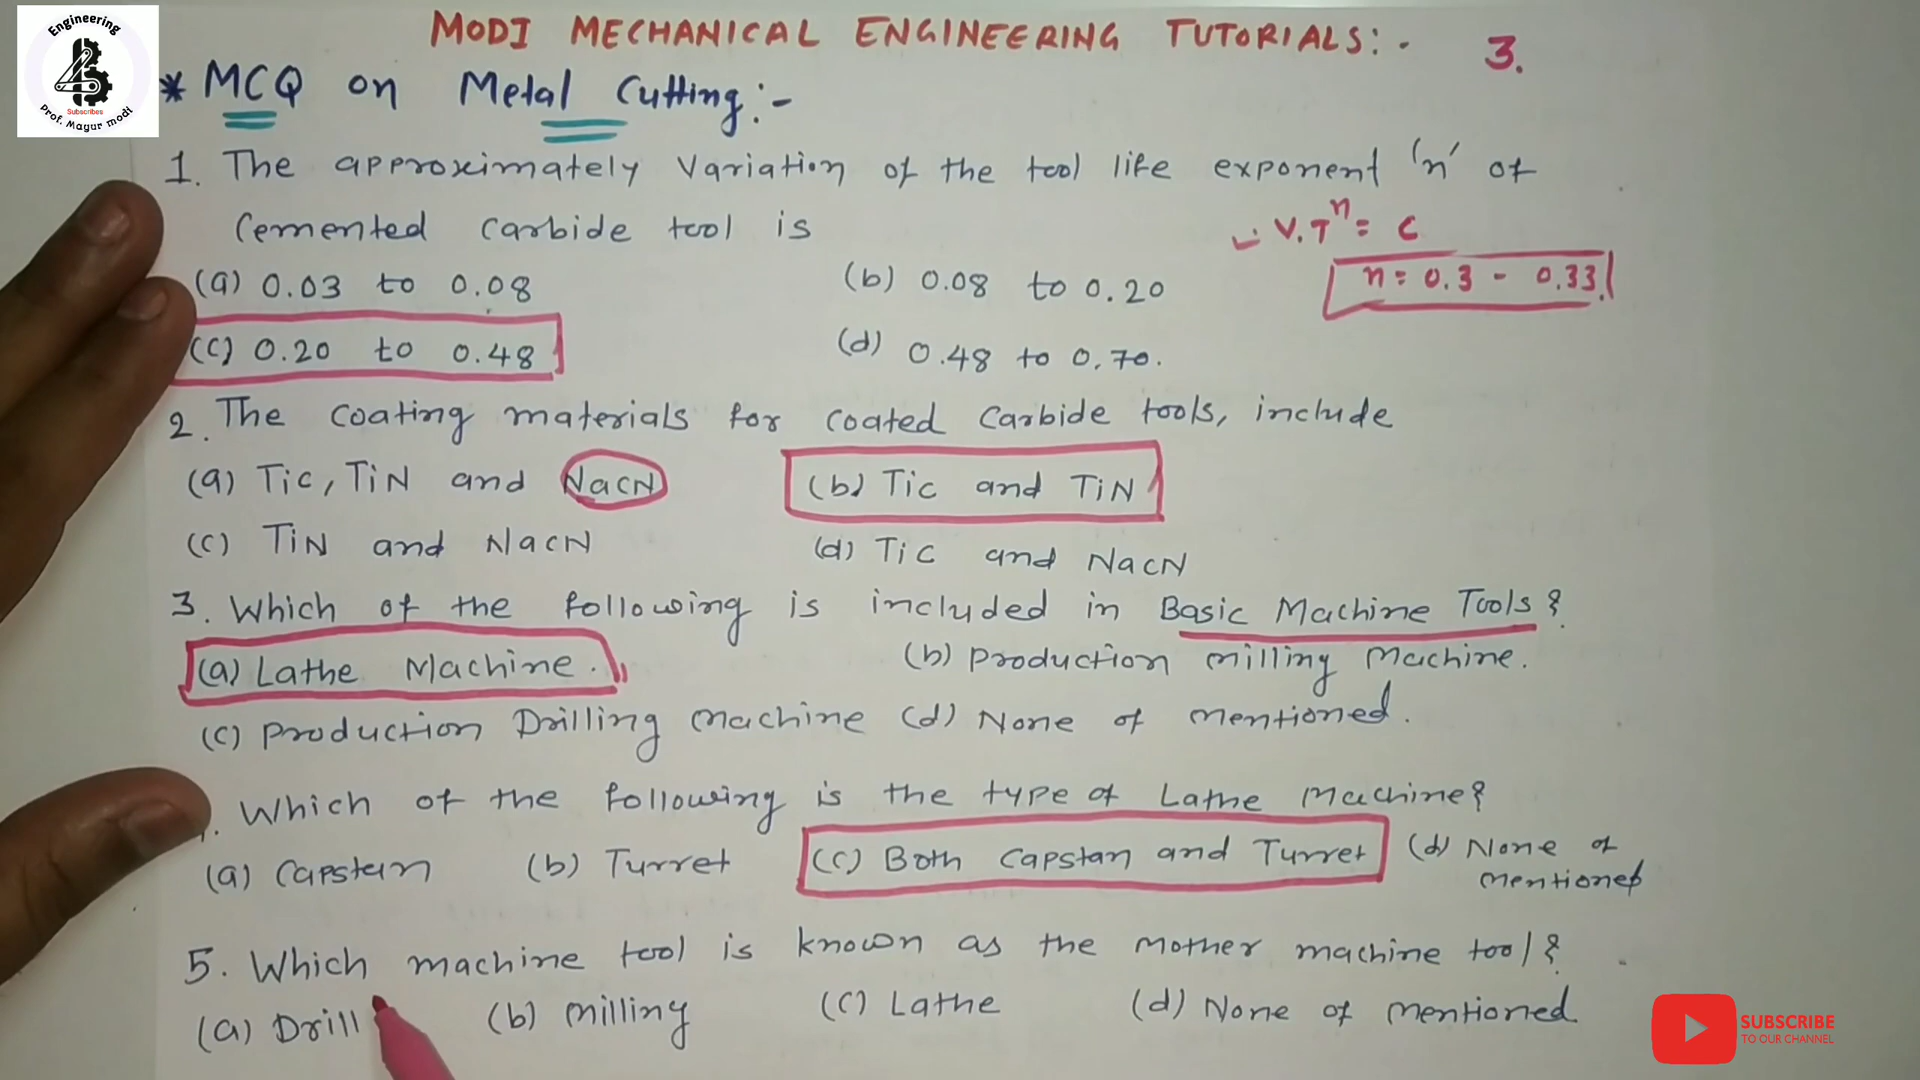 Engineering
Subscribes
Prof. Mayur modi
MODI MECHANICAL ENGINEERING TUTORIALS:-
3.
* MCQ on Metal Cutting:-
1. The approximately variation of the tool life exponent 'n' of
Cemented carbide tool is
V.T^n = C
(a) 0.03 to 0.08 (b) 0.08 to 0.20
n = 0.3 - 0.33
(c) 0.20 to 0.48 (d) 0.48 to 0.70.
2. The coating materials for coated carbide tools, include
(a) Tic, TiN and NacN (b) Tic and TiN
(c) TiN and NacN (d) TiC and NacN
3. Which of the following is included in Basic Machine Tools?
(a) Lathe Machine. (b) Production milling Machine.
(c) Production Drilling machine (d) None of mentioned.
. Which of the following is the type of Lathe Machine?
(a) Capstan (b) Turret (c) Both Capstan and Turret (d) None of
mentioned
5. Which machine tool is known as the Mother machine tool?
(a) Drill (b) milling (c) Lathe (d) None of mentioned
SUBSCRIBE
TO OUR CHANNEL